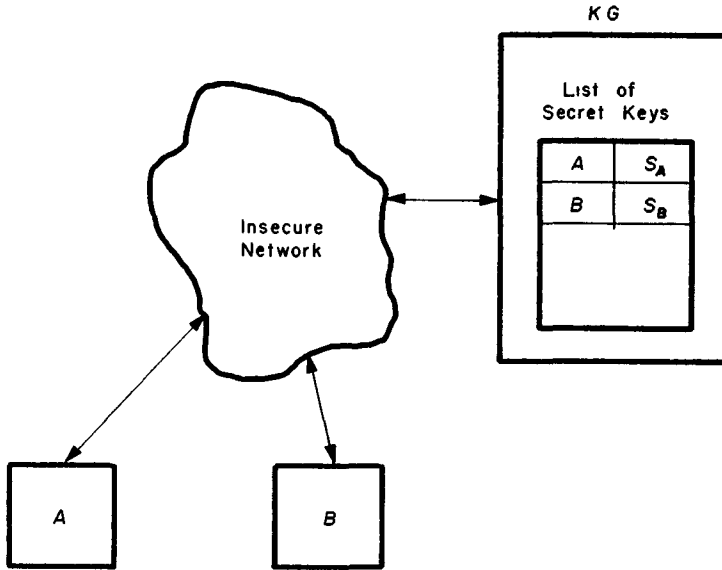 KG
List of
Secret Keys
A S_A
B S_B
Insecure
Network
A
B